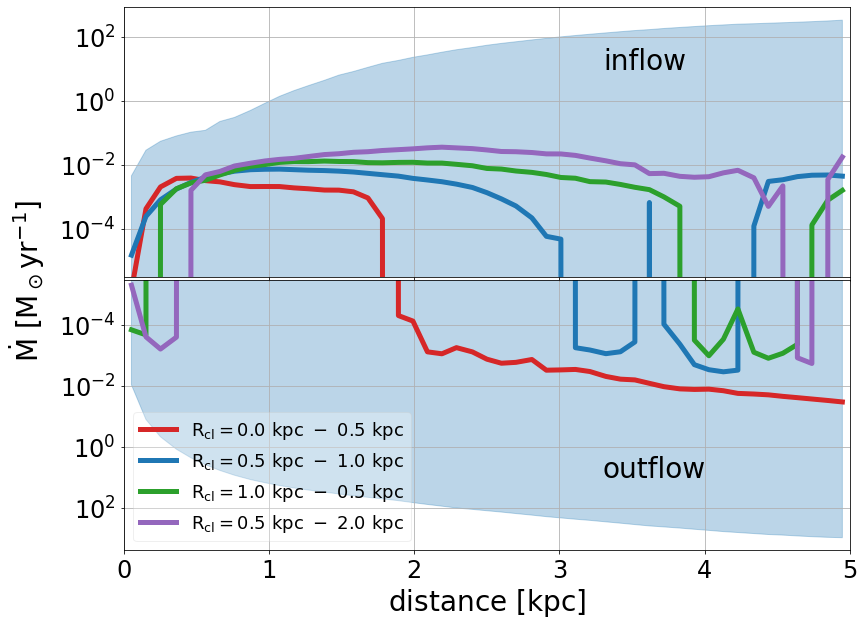 10²
inflow
10⁰
10⁻²
10⁻⁴
Ṁ [M⊙yr⁻¹]
10⁻⁴
10⁻²
R_cl = 0.0 kpc − 0.5 kpc
10⁰
R_cl = 0.5 kpc − 1.0 kpc
outflow
R_cl = 1.0 kpc − 0.5 kpc
10²
R_cl = 0.5 kpc − 2.0 kpc
0 1 2 3 4 5
distance [kpc]